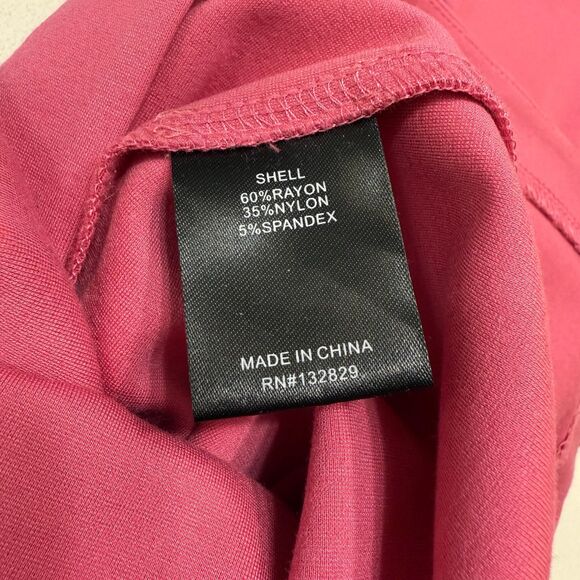 SHELL
60%RAYON
35%NYLON
5%SPANDEX
MADE IN CHINA
RN#132829